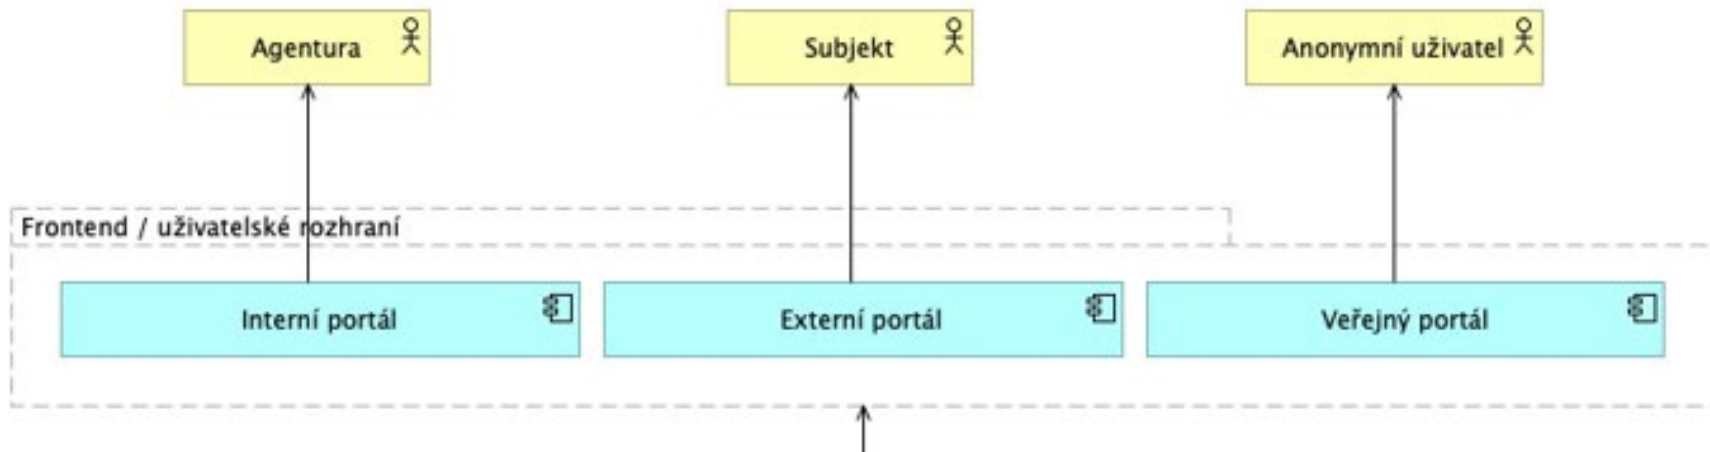 Agentura
Subjekt
Anonymní uživatel
Frontend / uživatelské rozhraní
Interní portál
Externí portál
Veřejný portál